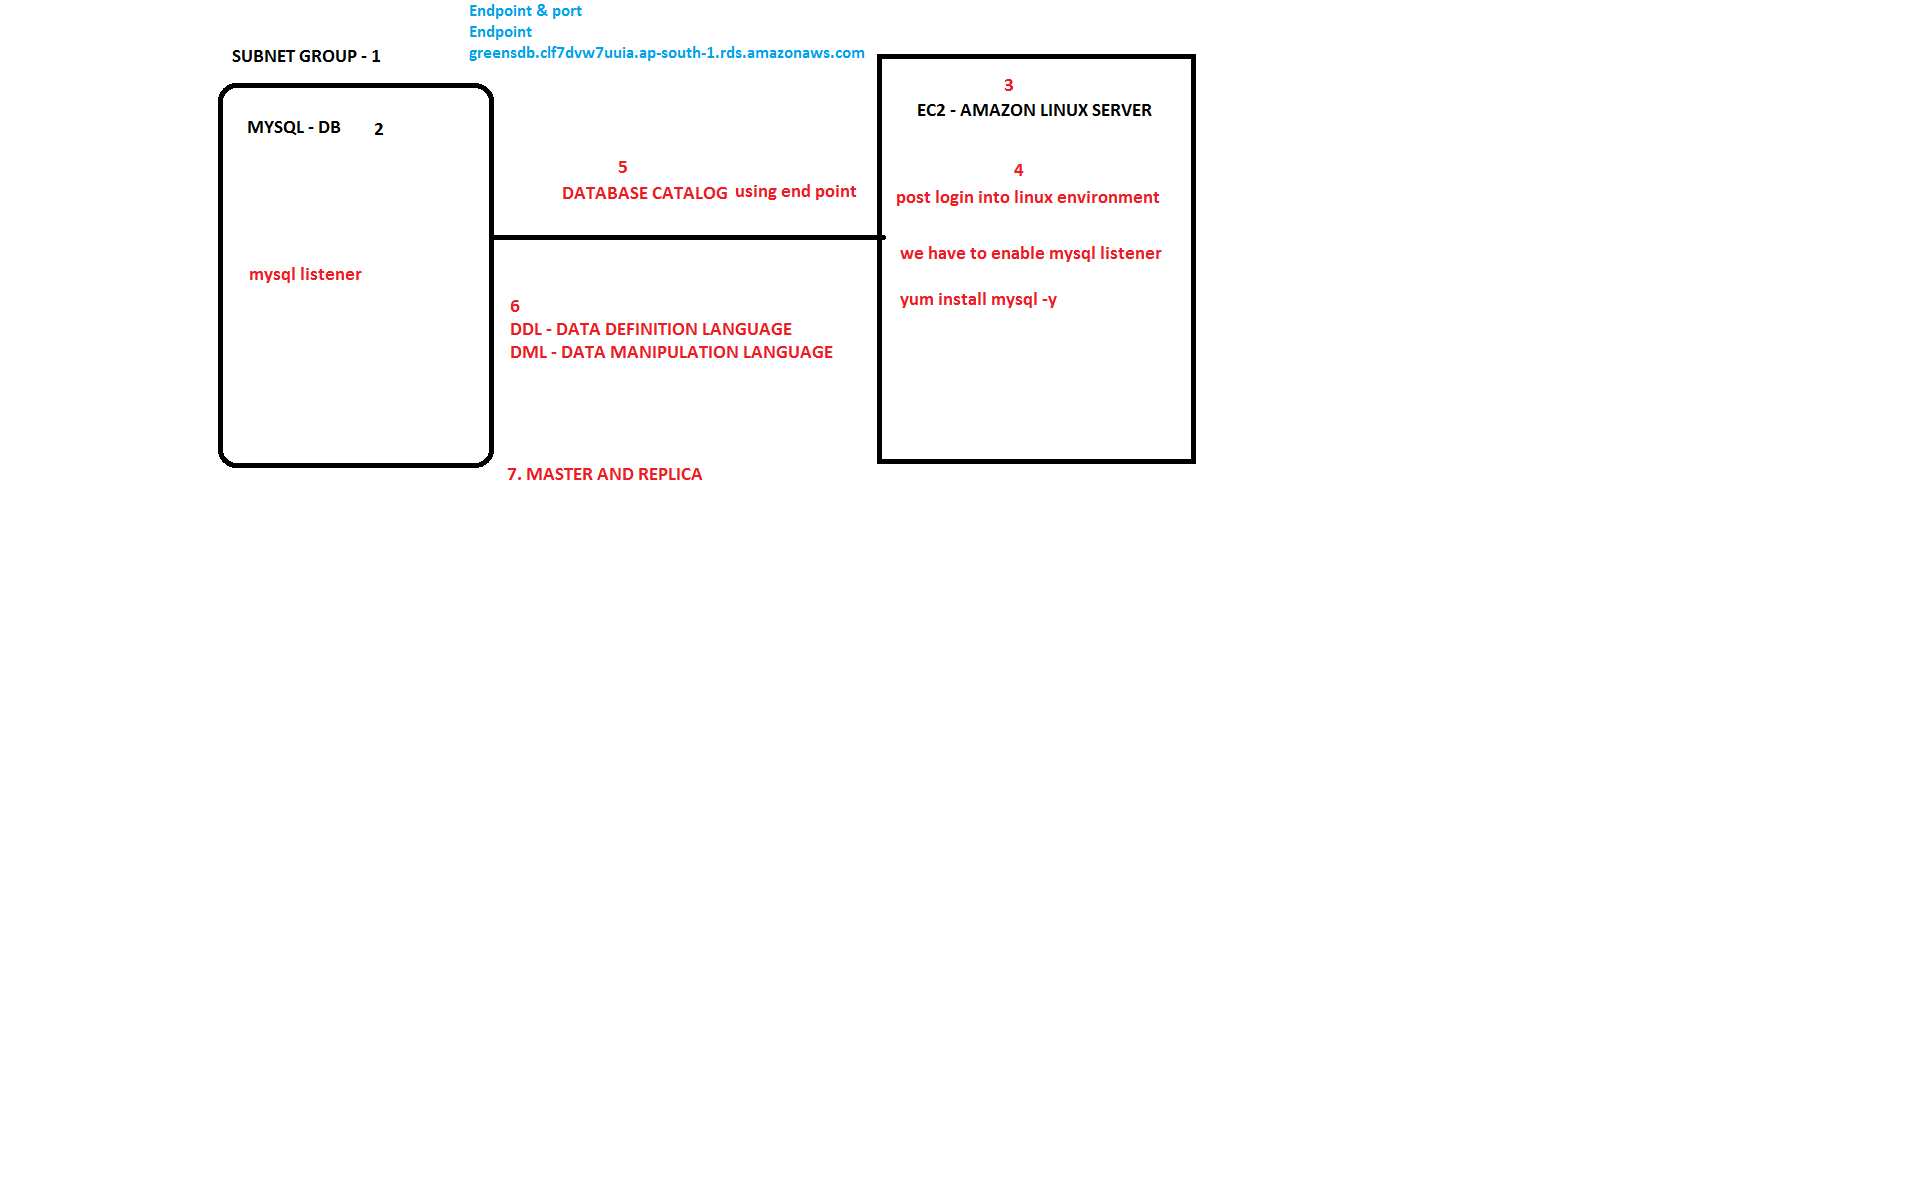 Endpoint & port
Endpoint
greensdb.clf7dvw7uuia.ap-south-1.rds.amazonaws.com
SUBNET GROUP - 1
MYSQL - DB 2
mysql listener
5
DATABASE CATALOG using end point
6
DDL - DATA DEFINITION LANGUAGE
DML - DATA MANIPULATION LANGUAGE
7. MASTER AND REPLICA
3
EC2 - AMAZON LINUX SERVER
4
post login into linux environment
we have to enable mysql listener
yum install mysql -y